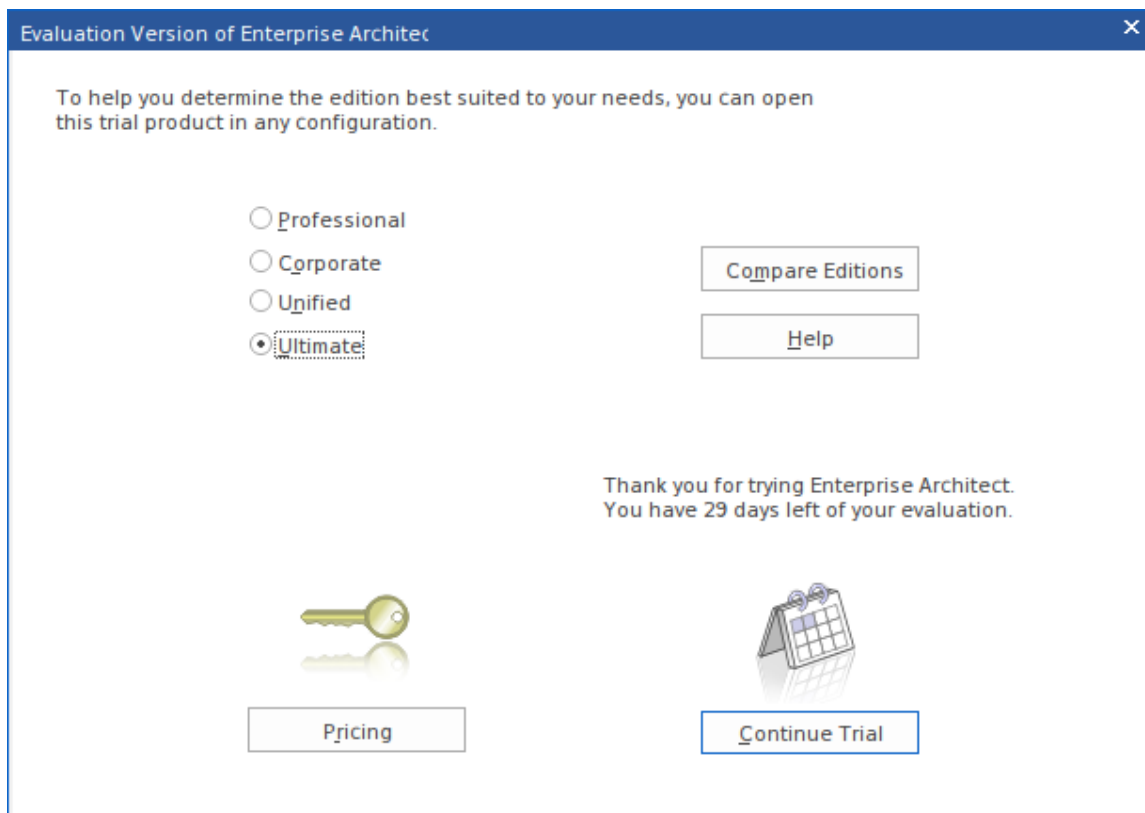 Evaluation Version of Enterprise Architec
To help you determine the edition best suited to your needs, you can open
this trial product in any configuration.
Professional
Corporate
Unified
Ultimate
Compare Editions
Help
Thank you for trying Enterprise Architect.
You have 29 days left of your evaluation.
Pricing
Continue Trial